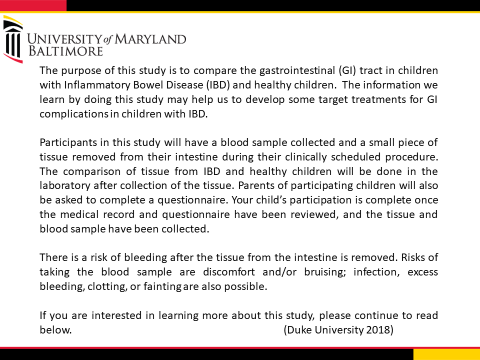 UNIVERSITY of MARYLAND
BALTIMORE
The purpose of this study is to compare the gastrointestinal (GI) tract in children
with Inflammatory Bowel Disease (IBD) and healthy children. The information we
learn by doing this study may help us to develop some target treatments for GI
complications in children with IBD.
Participants in this study will have a blood sample collected and a small piece of
tissue removed from their intestine during their clinically scheduled procedure.
The comparison of tissue from IBD and healthy children will be done in the
laboratory after collection of the tissue. Parents of participating children will also
be asked to complete a questionnaire. Your child's participation is complete once
the medical record and questionnaire have been reviewed, and the tissue and
blood sample have been collected.
There is a risk of bleeding after the tissue from the intestine is removed. Risks of
taking the blood sample are discomfort and/or bruising; infection, excess
bleeding, clotting, or fainting are also possible.
If you are interested in learning more about this study, please continue to read
below. (Duke University 2018)